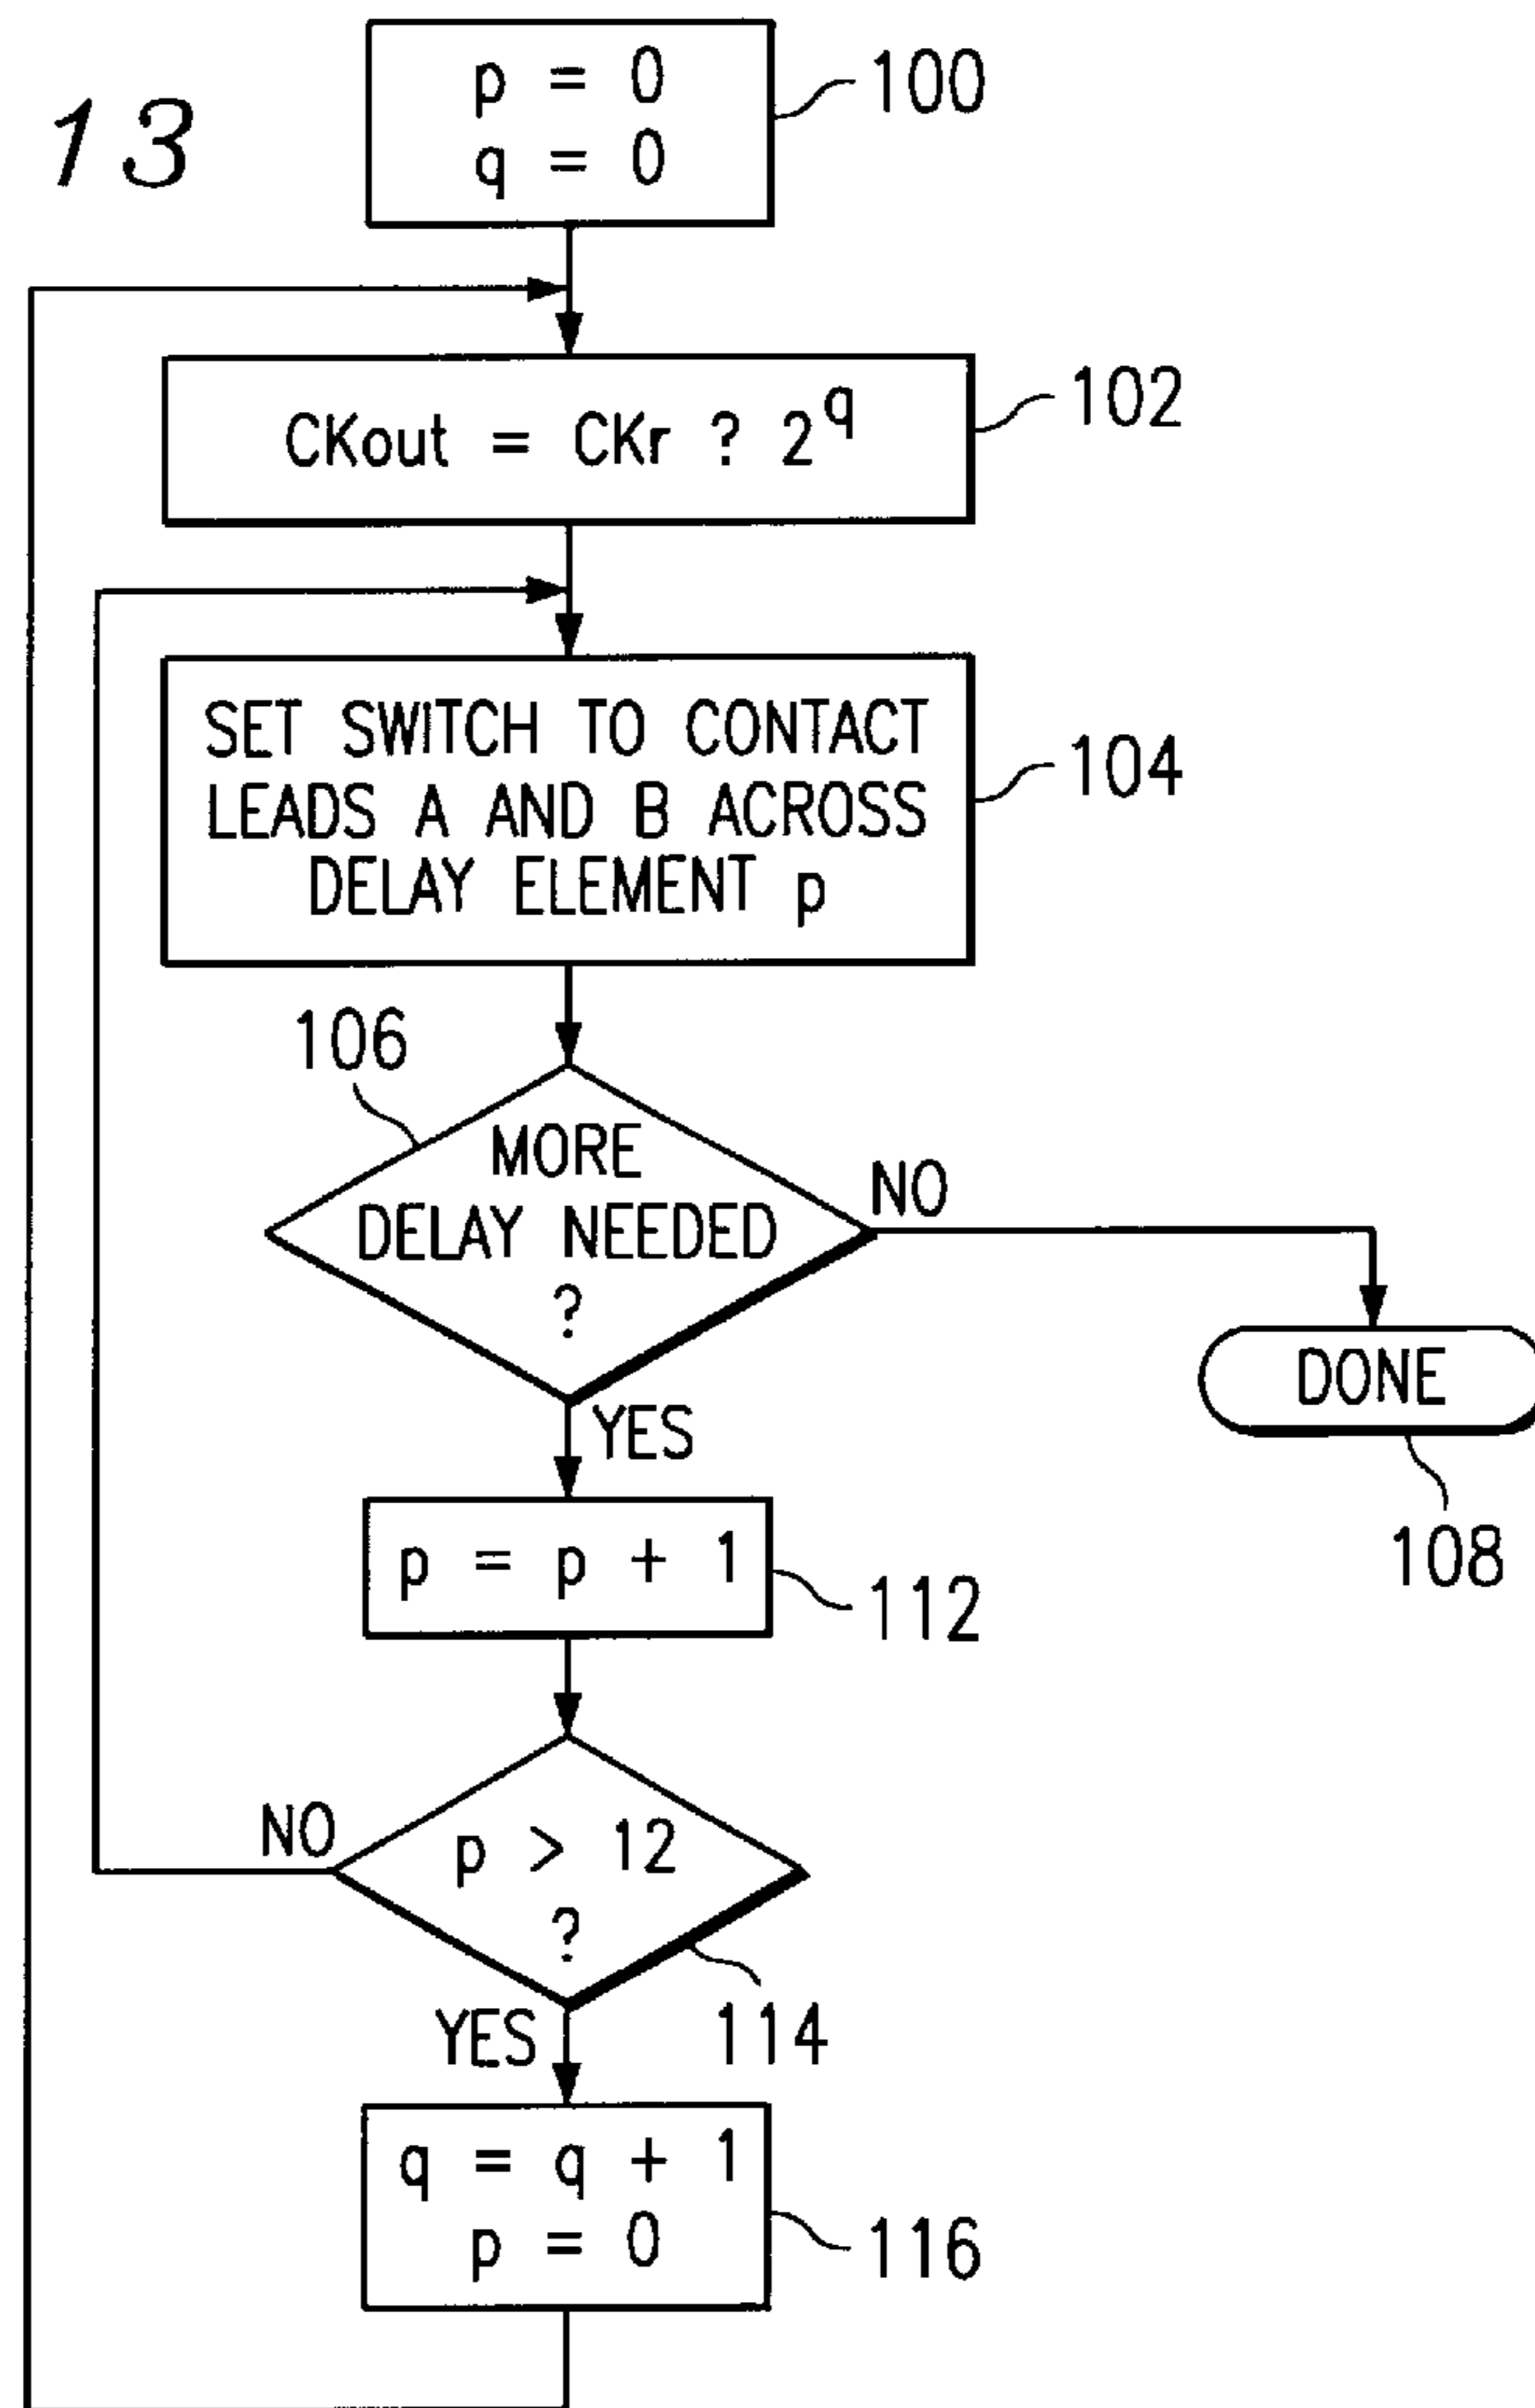 13
p = 0
q = 0
100
CKout = CKr ? 2^q
102
SET SWITCH TO CONTACT
LEADS A AND B ACROSS
DELAY ELEMENT p
104
106
MORE
DELAY NEEDED
?
NO
DONE
108
YES
p = p + 1
112
NO
p > 12
?
114
YES
q = q + 1
p = 0
116